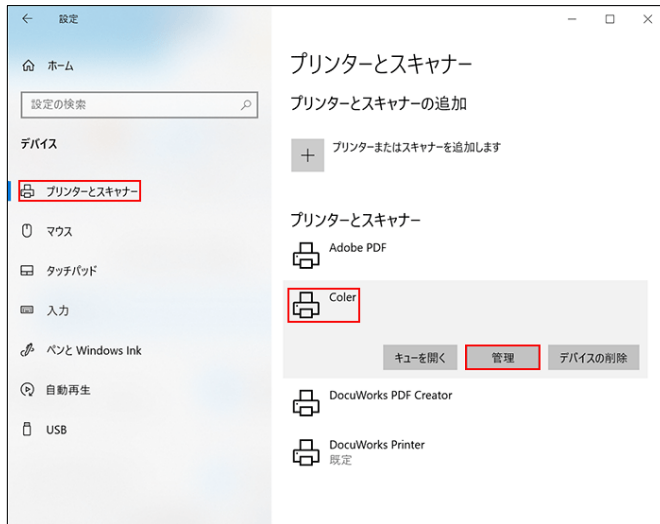 設定
ホーム
設定の検索
デバイス
プリンターとスキャナー
マウス
タッチパッド
入力
ペンと Windows Ink
自動再生
USB
プリンターとスキャナー
プリンターとスキャナーの追加
プリンターまたはスキャナーを追加します
プリンターとスキャナー
Adobe PDF
Coler
キューを開く 管理 デバイスの削除
DocuWorks PDF Creator
DocuWorks Printer
既定